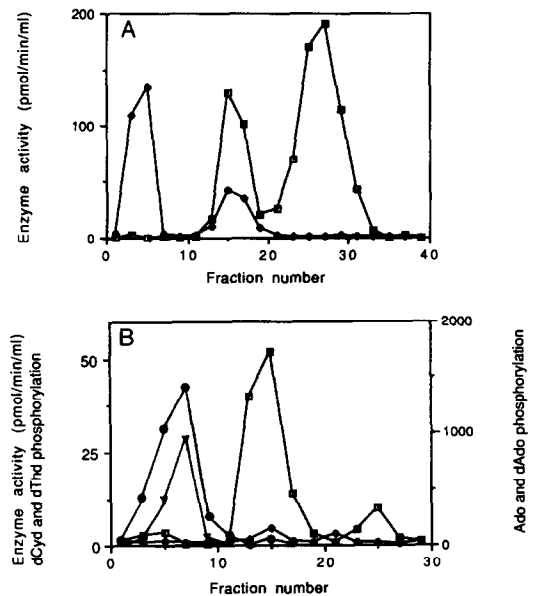 A
Enzyme activity (pmol/min/ml)
200
100
0
0 10 20 30 40
Fraction number
B
Enzyme activity (pmol/min/ml)
dCyd and dThd phosphorylation
50
25
0
2000
1000
0
Ado and dAdo phosphorylation
0 10 20 30
Fraction number